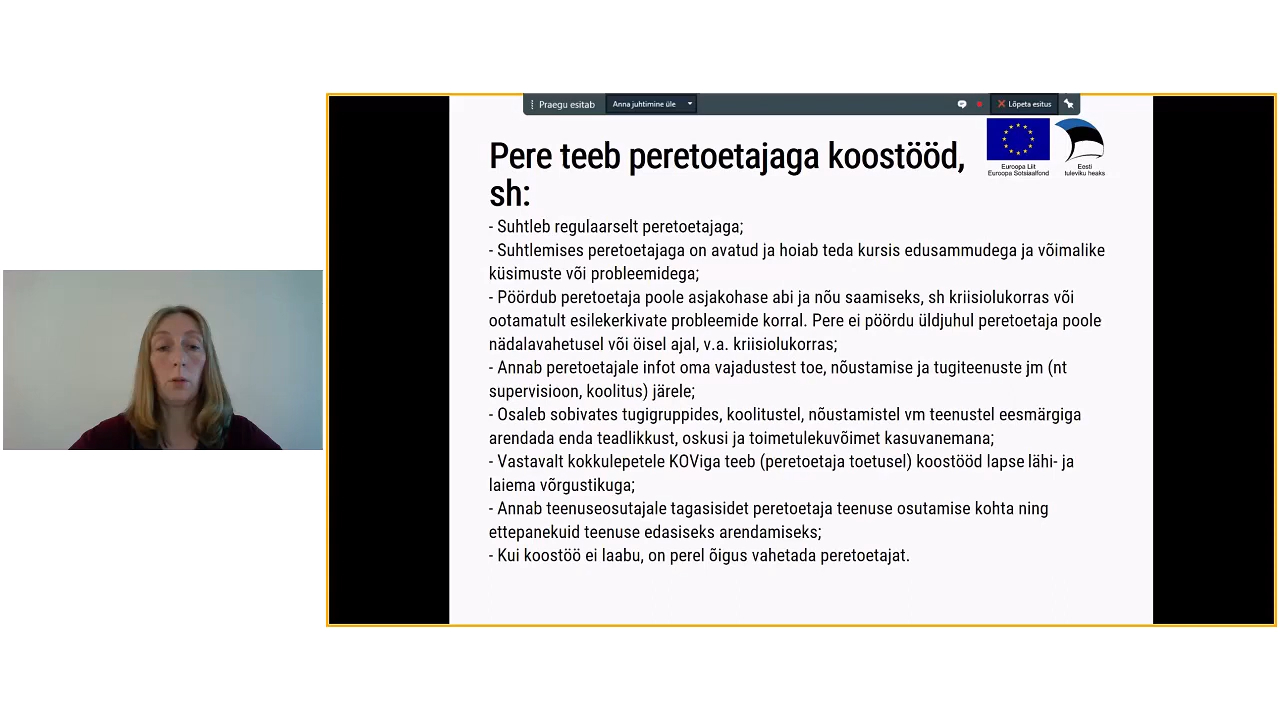 Praegu esitab
Anna juhtimine üle
Lõpeta esitus
Euroopa Liit
Euroopa Sotsiaalfond
Eesti
tuleviku heaks
Pere teeb peretoetajaga koostööd,
sh:
- Suhtleb regulaarselt peretoetajaga;
- Suhtlemises peretoetajaga on avatud ja hoiab teda kursis edusammudega ja võimalike
küsimuste või probleemidega;
- Pöördub peretoetaja poole asjakohase abi ja nõu saamiseks, sh kriisiolukorras või
ootamatult esilekerkivate probleemide korral. Pere ei pöördu üldjuhul peretoetaja poole
nädalavahetusel või öisel ajal, v.a. kriisiolukorras;
- Annab peretoetajale infot oma vajadustest toe, nõustamise ja tugiteenuste jm (nt
supervisioon, koolitus) järele;
- Osaleb sobivates tugigruppides, koolitustel, nõustamistel vm teenustel eesmärgiga
arendada enda teadlikkust, oskusi ja toimetulekuvõimet kasuvanemana;
- Vastavalt kokkulepetele KOViga teeb (peretoetaja toetusel) koostööd lapse lähi- ja
laiema võrgustikuga;
- Annab teenuseosutajale tagasisidet peretoetaja teenuse osutamise kohta ning
ettepanekuid teenuse edasiseks arendamiseks;
- Kui koostöö ei laabu, on perel õigus vahetada peretoetajat.